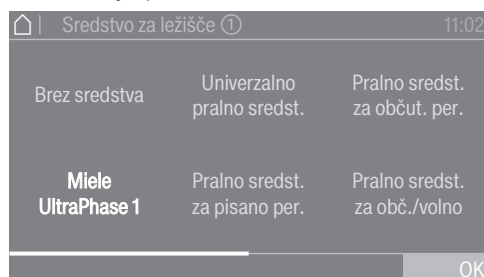 Sredstvo za ležišče ① 11:02
Brez sredstva
Univerzalno
pralno sredst.
Pralno sredst.
za občut. per.
Miele
UltraPhase 1
Pralno sredst.
za pisano per.
Pralno sredst.
za obč./volno
OK